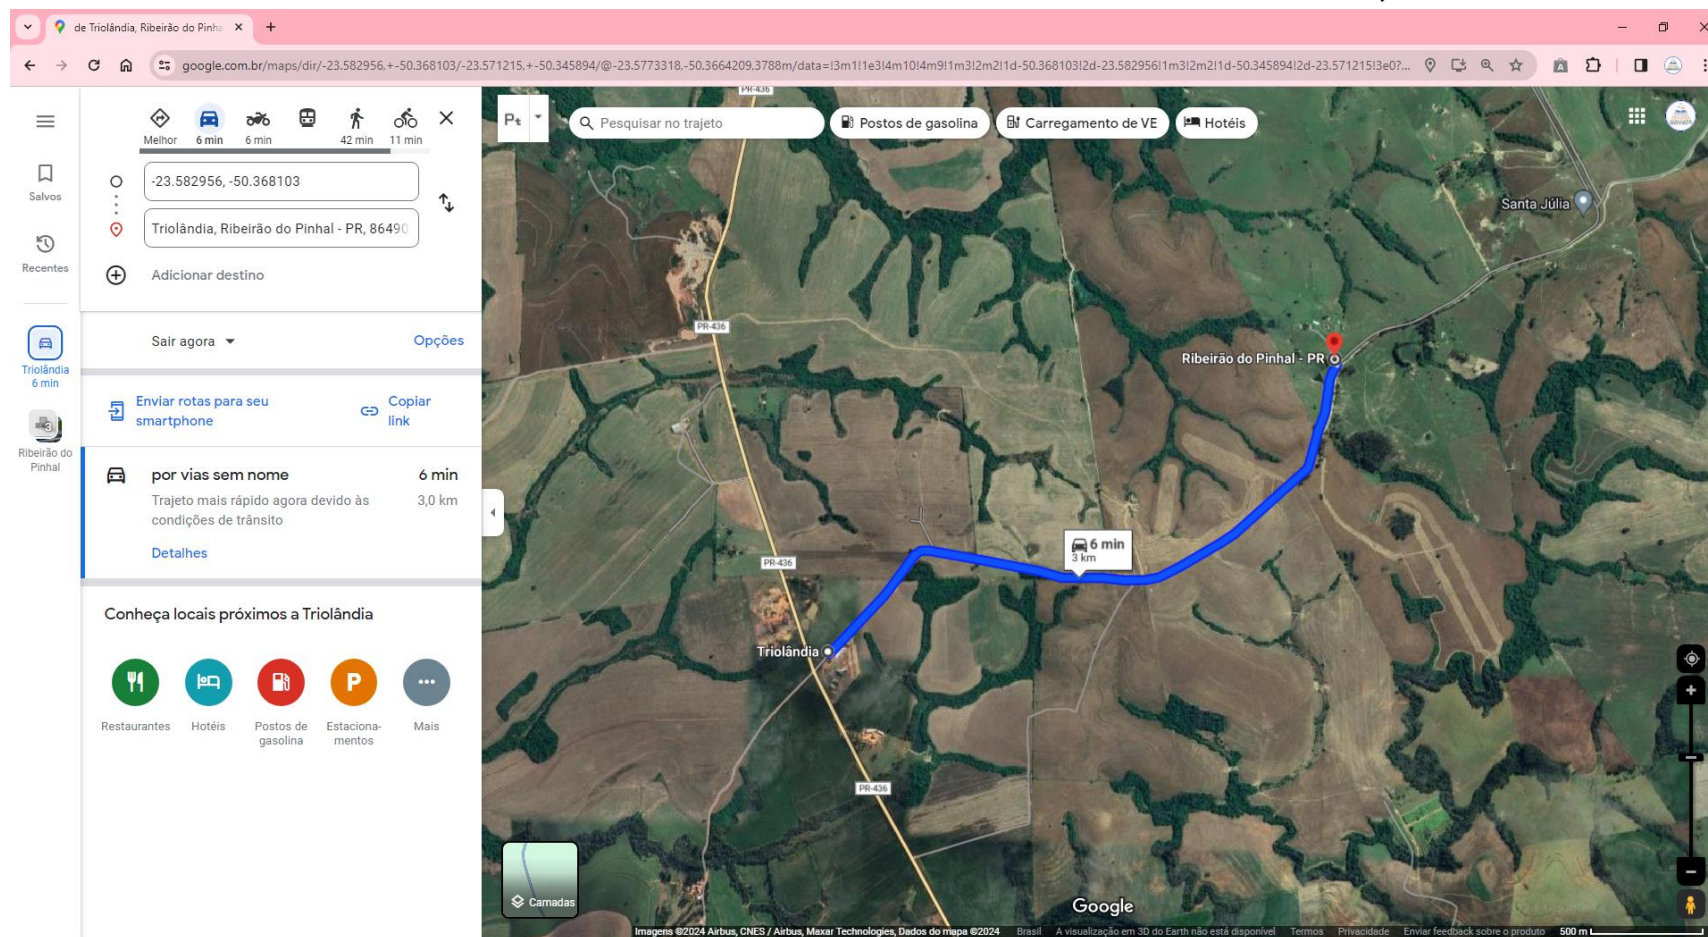 de Triolândia, Ribeirão do Pinh
google.com.br/maps/dir/-23.582956,+-50.368103/-23.571215,+-50.345894/@-23.5773318,-50.3664209,3788m/data=!3m1!1e3!4m10!4m9!1m3!2m2!1d-50.368103!2d-23.582956!1m3!2m2!1d-50.345894!2d-23.571215!3e0?...
Melhor 6 min 6 min 42 min 11 min
-23.582956, -50.368103
Triolândia, Ribeirão do Pinhal - PR, 86490
Adicionar destino
Salvos
Recentes
Triolândia
6 min
3
Ribeirão do
Pinhal
Sair agora Opções
Enviar rotas para seu
smartphone
Copiar
link
por vias sem nome 6 min
Trajeto mais rápido agora devido às
condições de trânsito
3,0 km
Detalhes
Conheça locais próximos a Triolândia
P
Restaurantes Hotéis Postos de
gasolina
Estaciona-
mentos
Mais
Pesquisar no trajeto Postos de gasolina Carregamento de VE Hotéis
PR-436
Santa Júlia
PR-436
Ribeirão do Pinhal - PR
6 min
3 km
PR-436
Triolândia
PR-436
Camadas
Google
Imagens ©2024 Airbus, CNES / Airbus, Maxar Technologies, Dados do mapa ©2024 Brasil A visualização em 3D do Earth não está disponível Termos Privacidade Enviar feedback sobre o produto 500 m